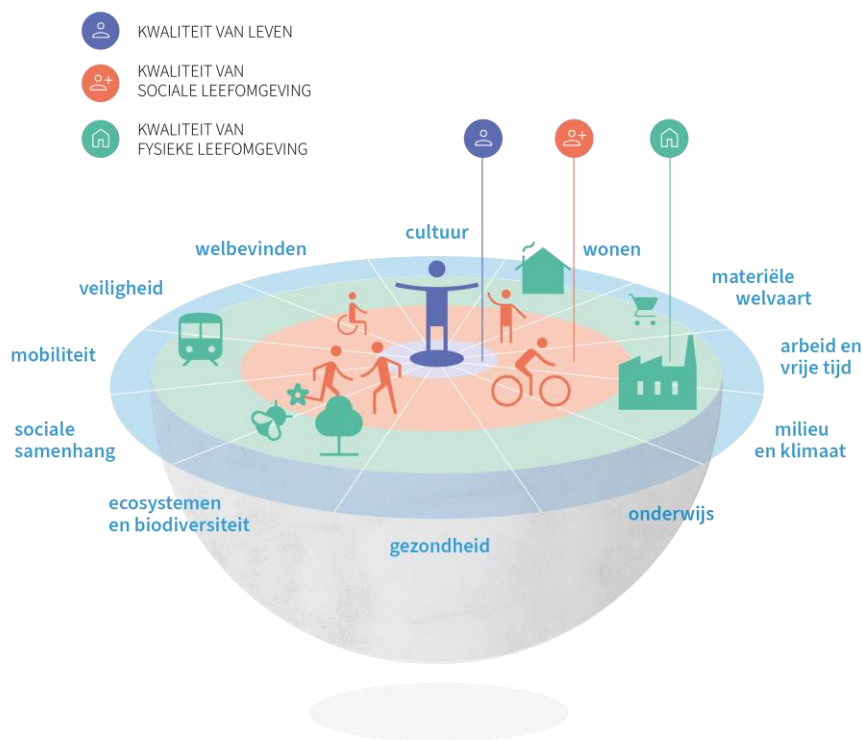 KWALITEIT VAN LEVEN
KWALITEIT VAN
SOCIALE LEEFOMGEVING
KWALITEIT VAN
FYSIEKE LEEFOMGEVING
cultuur
welbevinden
wonen
veiligheid
materiële
welvaart
mobiliteit
arbeid en
vrije tijd
sociale
samenhang
milieu
en klimaat
ecosystemen
en biodiversiteit
onderwijs
gezondheid